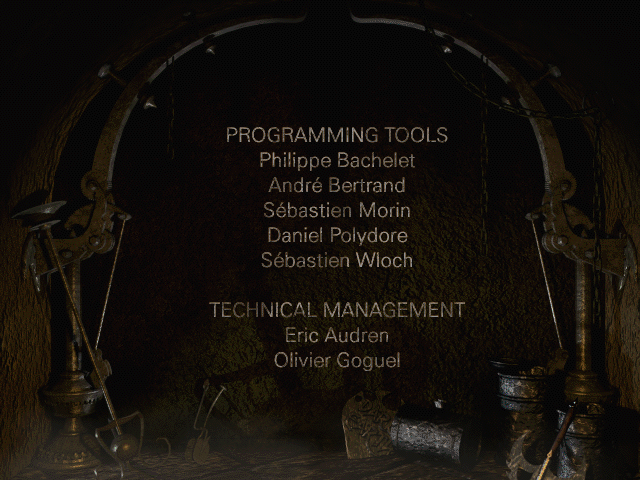 PROGRAMMING TOOLS
Philippe Bachelet
André Bertrand
Sébastien Morin
Daniel Polydore
Sébastien Wloch
TECHNICAL MANAGEMENT
Eric Audren
Olivier Goguel